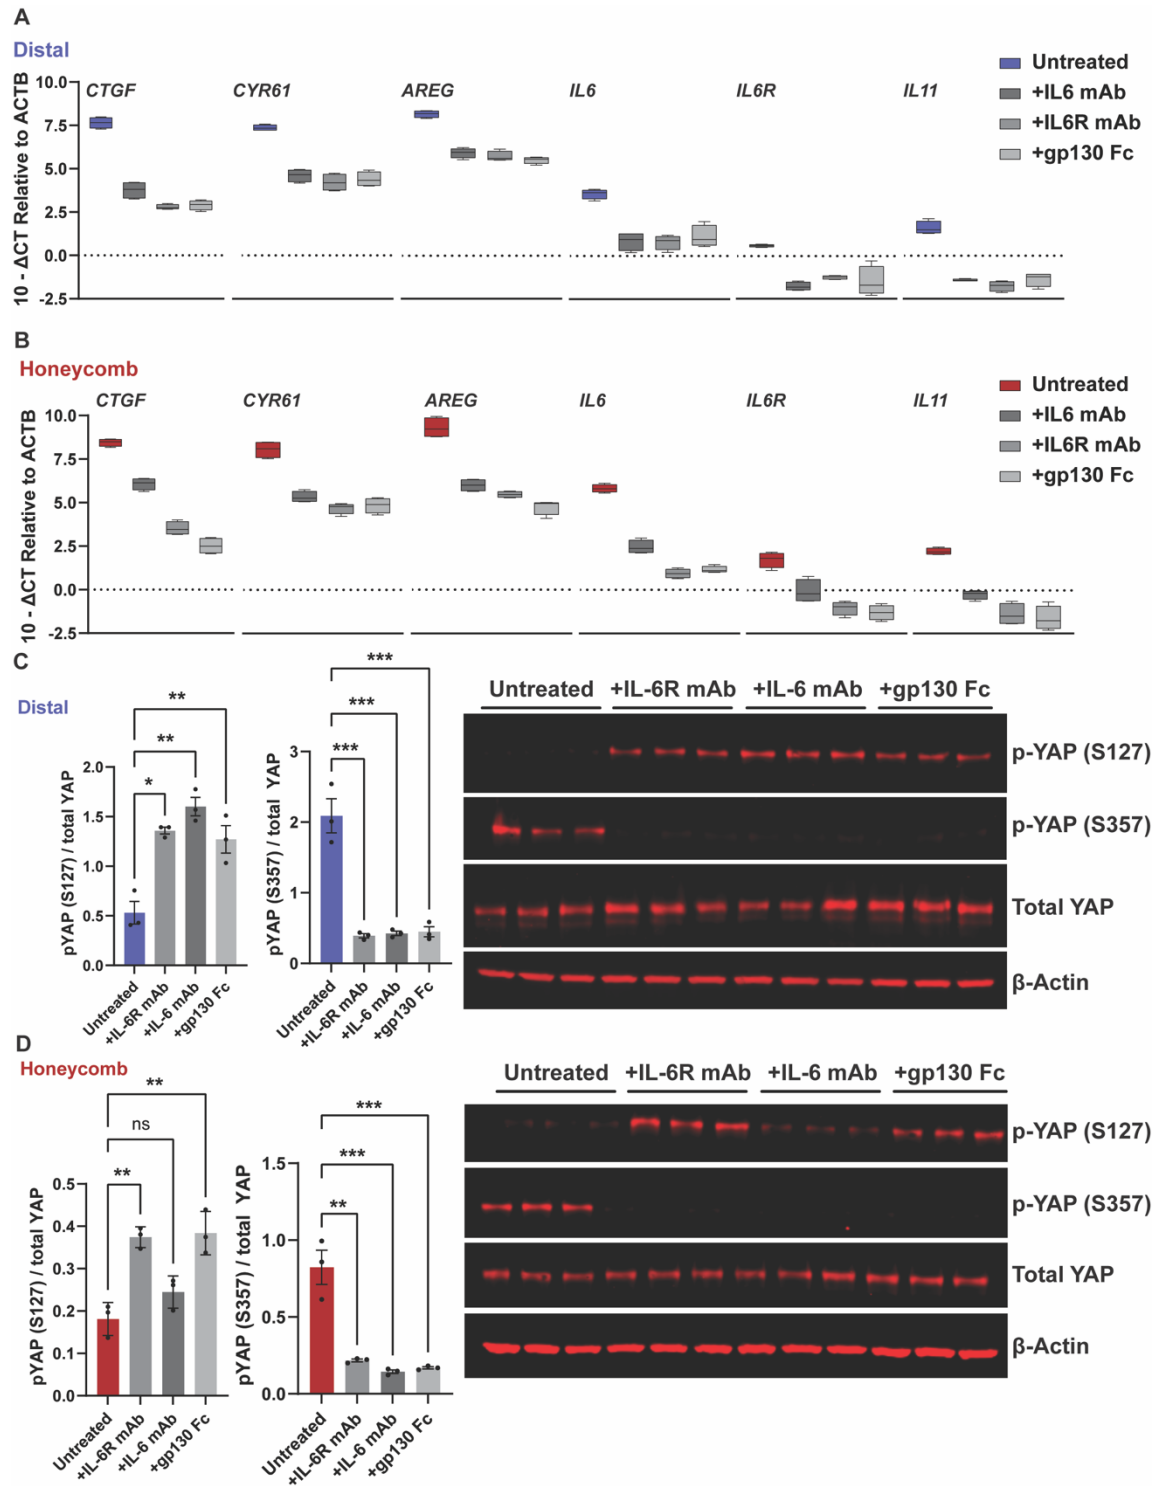 A
Distal
10 - ΔCT Relative to ACTB
10.0
7.5
5.0
2.5
0.0
-2.5
CTGF
CYR61
AREG
IL6
IL6R
IL11
Untreated
+IL6 mAb
+IL6R mAb
+gp130 Fc
B
Honeycomb
10 - ΔCT Relative to ACTB
10.0
7.5
5.0
2.5
0.0
-2.5
CTGF
CYR61
AREG
IL6
IL6R
IL11
Untreated
+IL6 mAb
+IL6R mAb
+gp130 Fc
C
Distal
pYAP (S127) / total YAP
2.0
1.5
1.0
0.5
0.0
**
**
*
Untreated
+IL-6R mAb
+IL-6 mAb
+gp130 Fc
pYAP (S357) / total YAP
3
2
1
0
***
***
***
Untreated
+IL-6R mAb
+IL-6 mAb
+gp130 Fc
Untreated +IL-6R mAb +IL-6 mAb +gp130 Fc
p-YAP (S127)
p-YAP (S357)
Total YAP
β-Actin
D
Honeycomb
pYAP (S127) / total YAP
0.5
0.4
0.3
0.2
0.1
0.0
**
ns
**
Untreated
+IL-6R mAb
+IL-6 mAb
+gp130 Fc
pYAP (S357) / total YAP
1.5
1.0
0.5
0.0
***
***
**
Untreated
+IL-6R mAb
+IL-6 mAb
+gp130 Fc
Untreated +IL-6R mAb +IL-6 mAb +gp130 Fc
p-YAP (S127)
p-YAP (S357)
Total YAP
β-Actin